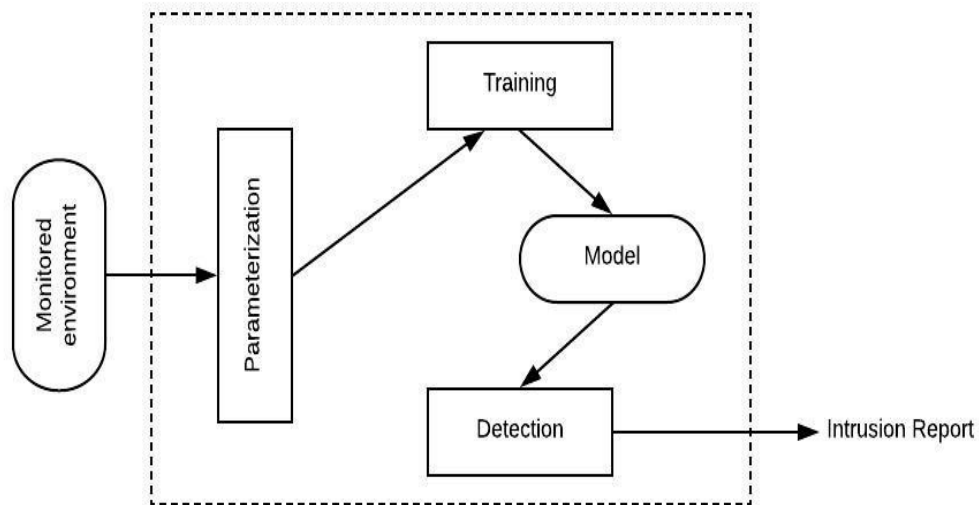 Monitored
environment
Parameterization
Training
Model
Detection
Intrusion Report